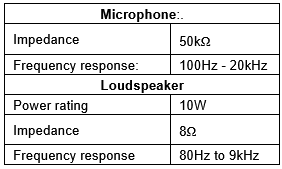 Microphone:.
Impedance 50kΩ
Frequency response: 100Hz - 20kHz
Loudspeaker
Power rating 10W
Impedance 8Ω
Frequency response 80Hz to 9kHz